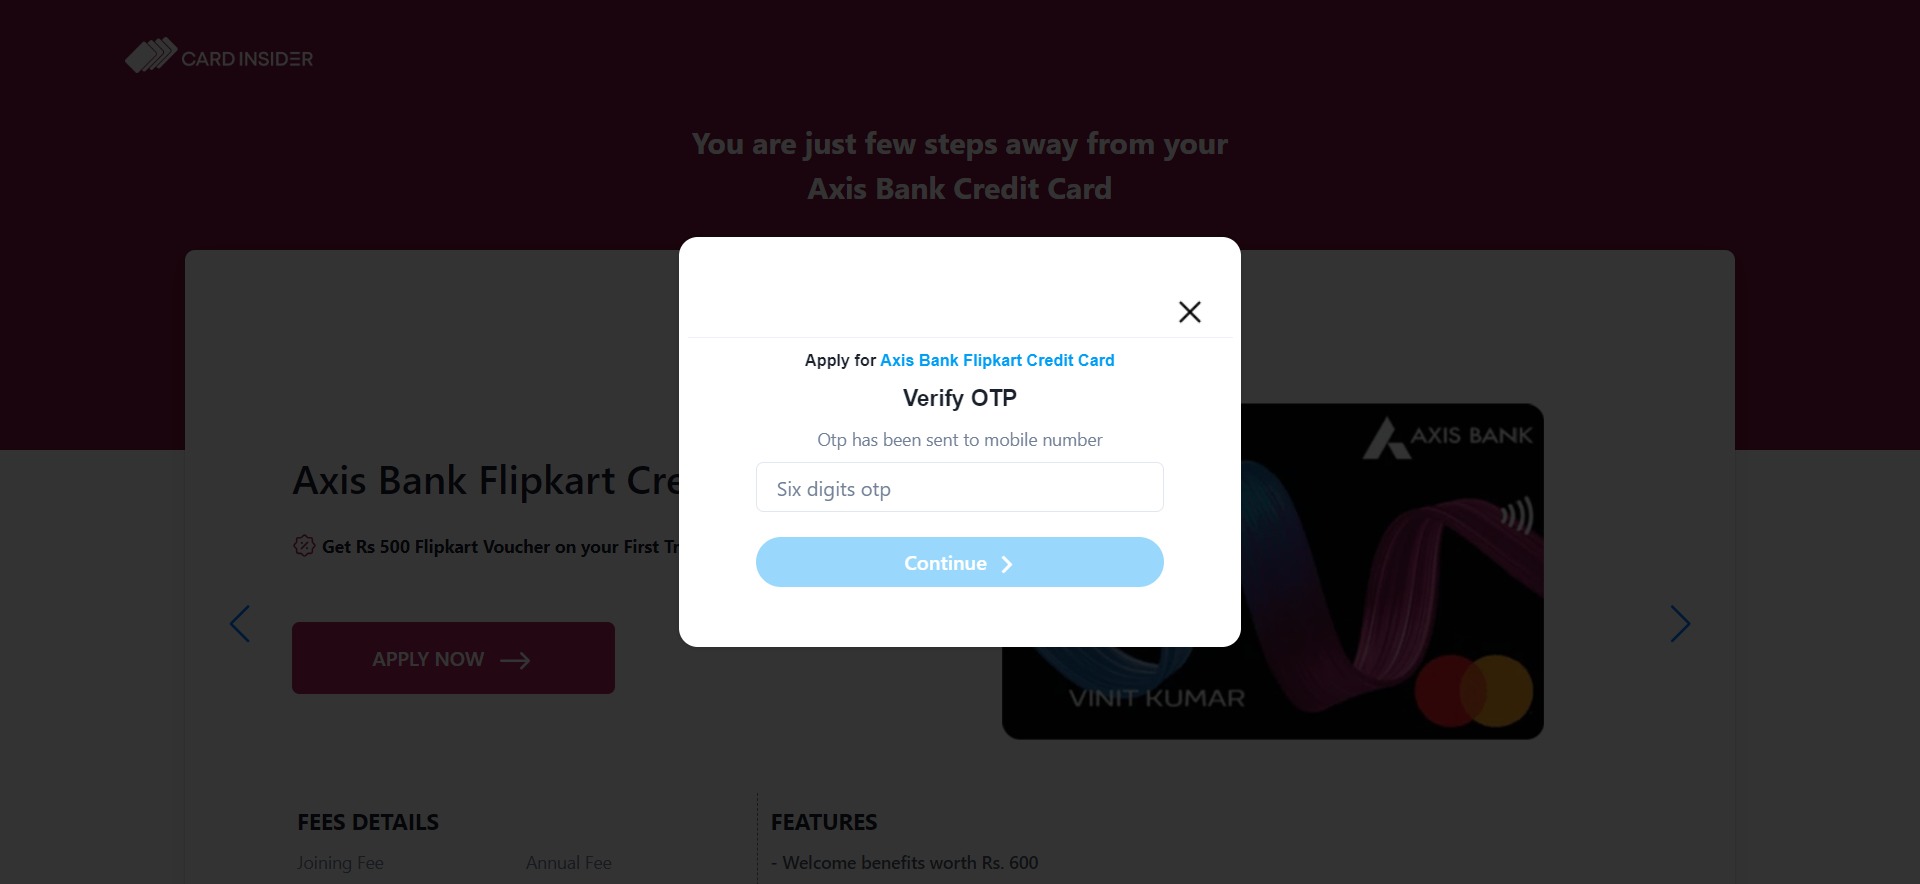 CARD INSIDER
You are just few steps away from your
Axis Bank Credit Card
Apply for Axis Bank Flipkart Credit Card
Verify OTP
Otp has been sent to mobile number
Six digits otp
Continue
Axis Bank Flipkart Cre
Get Rs 500 Flipkart Voucher on your First Tr
APPLY NOW
AXIS BANK
VINIT KUMAR
FEES DETAILS
Joining Fee
Annual Fee
FEATURES
- Welcome benefits worth Rs. 600